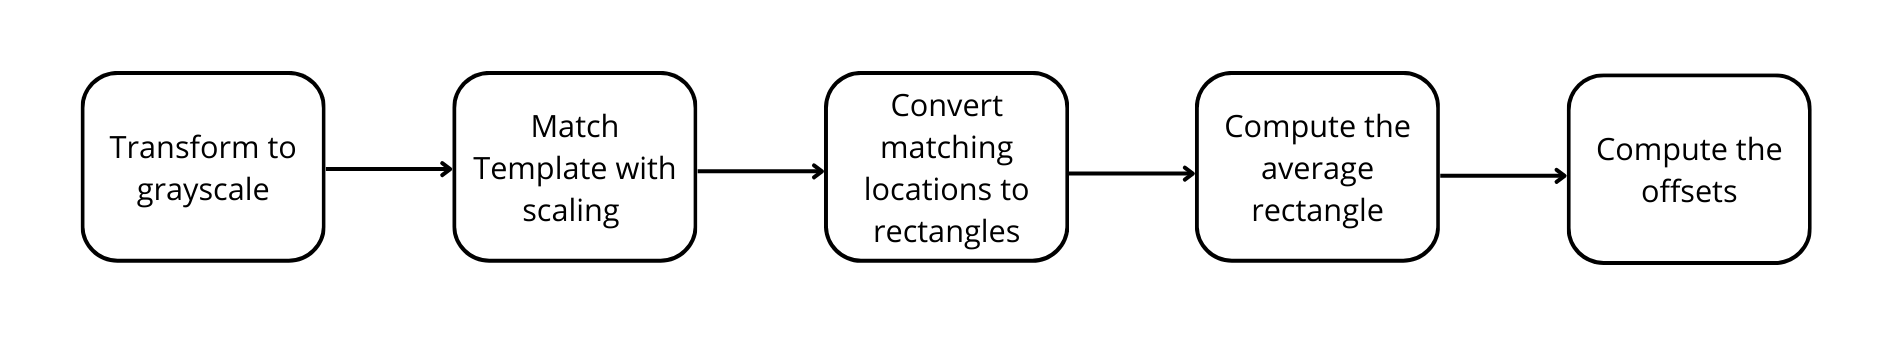 Transform to
grayscale
Match
Template with
scaling
Convert
matching
locations to
rectangles
Compute the
average
rectangle
Compute the
offsets